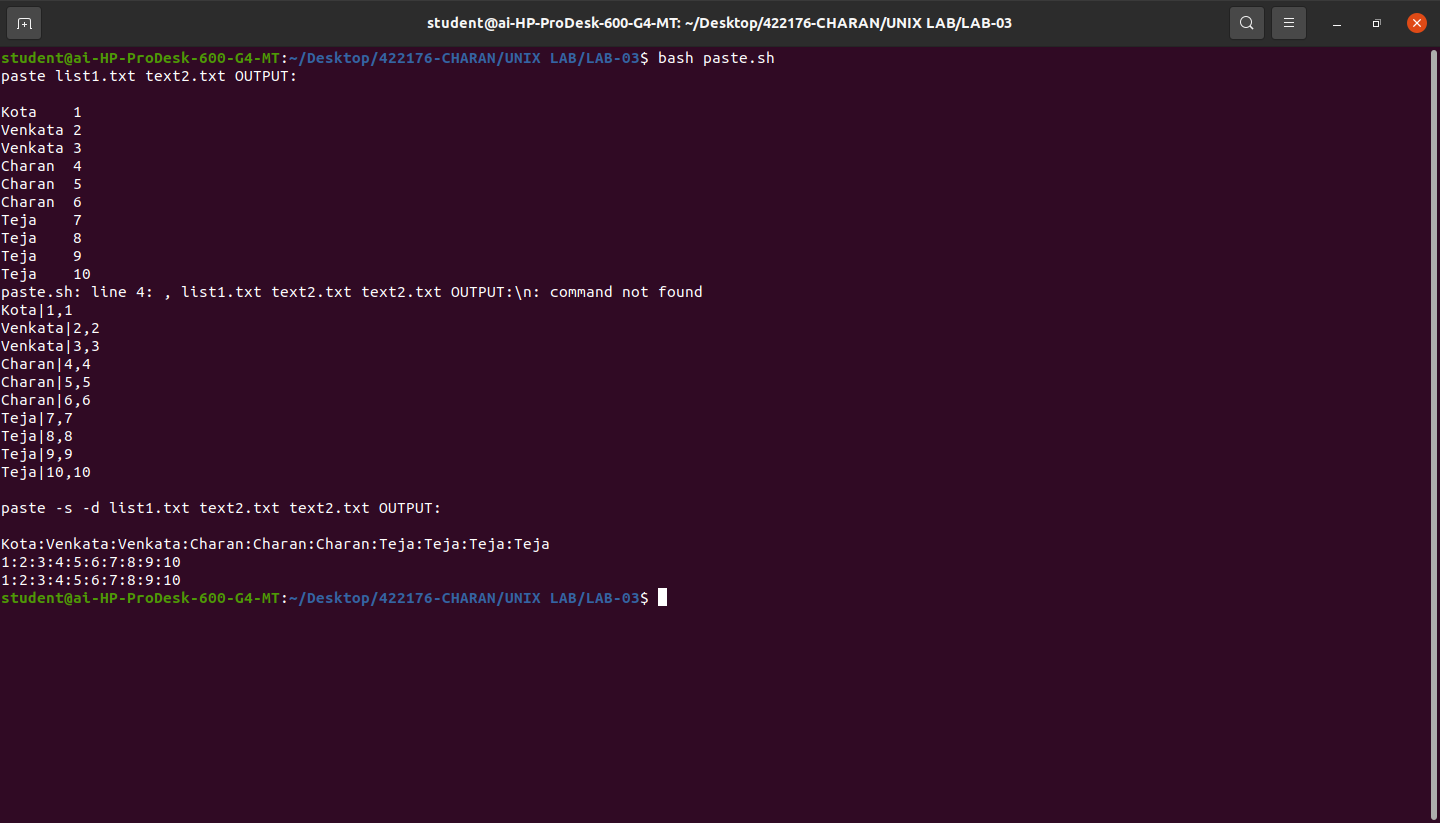 student@ai-HP-ProDesk-600-G4-MT: ~/Desktop/422176-CHARAN/UNIX LAB/LAB-03
student@ai-HP-ProDesk-600-G4-MT:~/Desktop/422176-CHARAN/UNIX LAB/LAB-03$ bash paste.sh
paste list1.txt text2.txt OUTPUT:

Kota    1
Venkata 2
Venkata 3
Charan  4
Charan  5
Charan  6
Teja    7
Teja    8
Teja    9
Teja    10
paste.sh: line 4: , list1.txt text2.txt text2.txt OUTPUT:\n: command not found
Kota|1,1
Venkata|2,2
Venkata|3,3
Charan|4,4
Charan|5,5
Charan|6,6
Teja|7,7
Teja|8,8
Teja|9,9
Teja|10,10

paste -s -d list1.txt text2.txt text2.txt OUTPUT:

Kota:Venkata:Venkata:Charan:Charan:Charan:Teja:Teja:Teja:Teja
1:2:3:4:5:6:7:8:9:10
1:2:3:4:5:6:7:8:9:10
student@ai-HP-ProDesk-600-G4-MT:~/Desktop/422176-CHARAN/UNIX LAB/LAB-03$